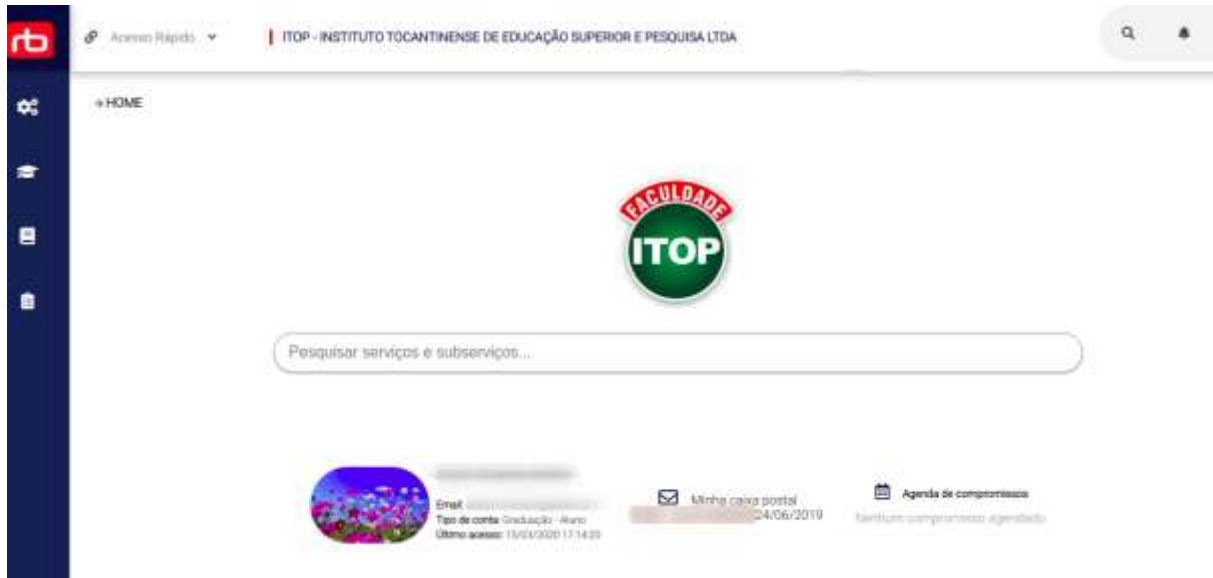 rb
Acesso Rápido
ITOP - INSTITUTO TOCANTINENSE DE EDUCAÇÃO SUPERIOR E PESQUISA LTDA
→ HOME
FACULDADE
ITOP
Pesquisar serviços e subserviços...
Email:
Tipo de conta: Graduação - Aluno
Último acesso: 15/03/2020 17:14:20
Minha caixa postal
24/06/2019
Agenda de compromissos
Nenhum compromisso agendado